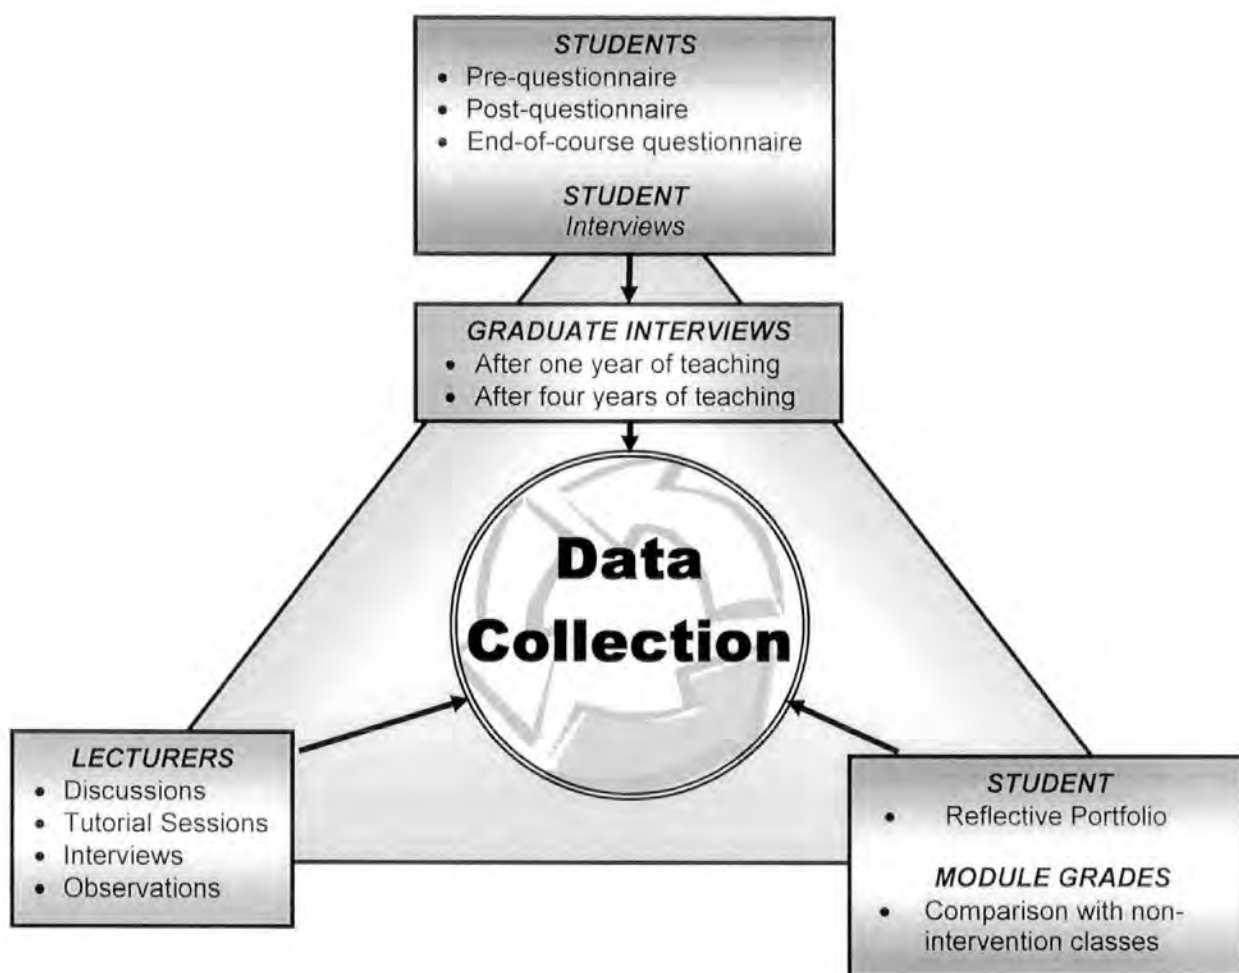 STUDENTS
• Pre-questionnaire
• Post-questionnaire
• End-of-course questionnaire
STUDENT
Interviews
GRADUATE INTERVIEWS
• After one year of teaching
• After four years of teaching
Data
Collection
LECTURERS
• Discussions
• Tutorial Sessions
• Interviews
• Observations
STUDENT
• Reflective Portfolio
MODULE GRADES
• Comparison with non-
intervention classes